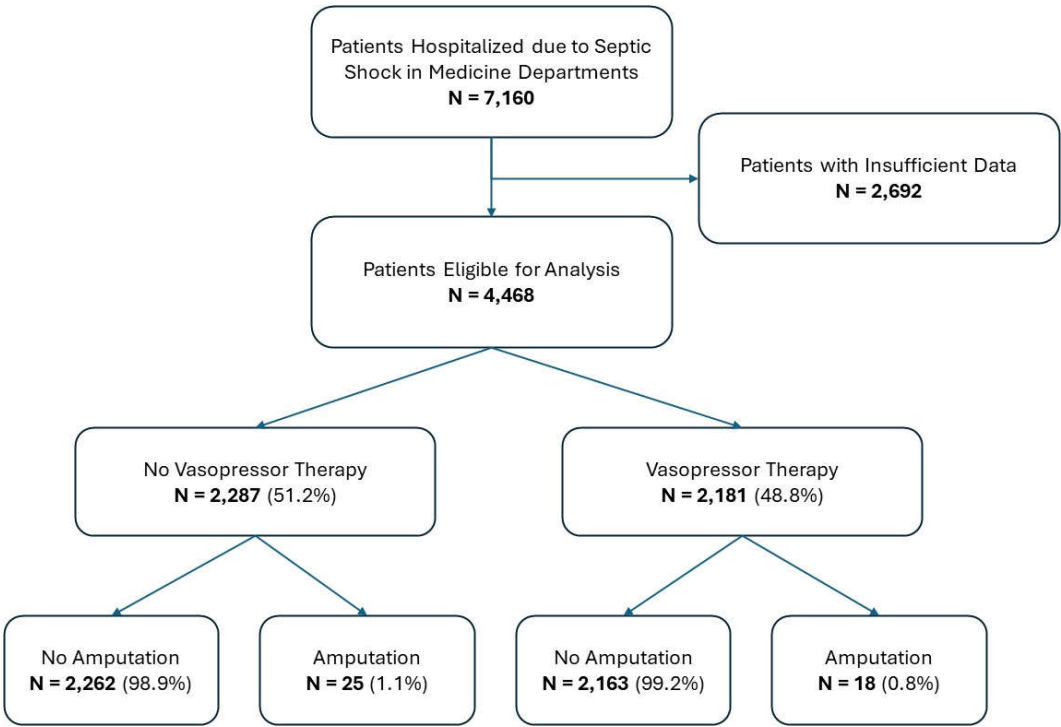 Patients Hospitalized due to Septic
Shock in Medicine Departments
N = 7,160
Patients with Insufficient Data
N = 2,692
Patients Eligible for Analysis
N = 4,468
No Vasopressor Therapy
N = 2,287 (51.2%)
Vasopressor Therapy
N = 2,181 (48.8%)
No Amputation
N = 2,262 (98.9%)
Amputation
N = 25 (1.1%)
No Amputation
N = 2,163 (99.2%)
Amputation
N = 18 (0.8%)